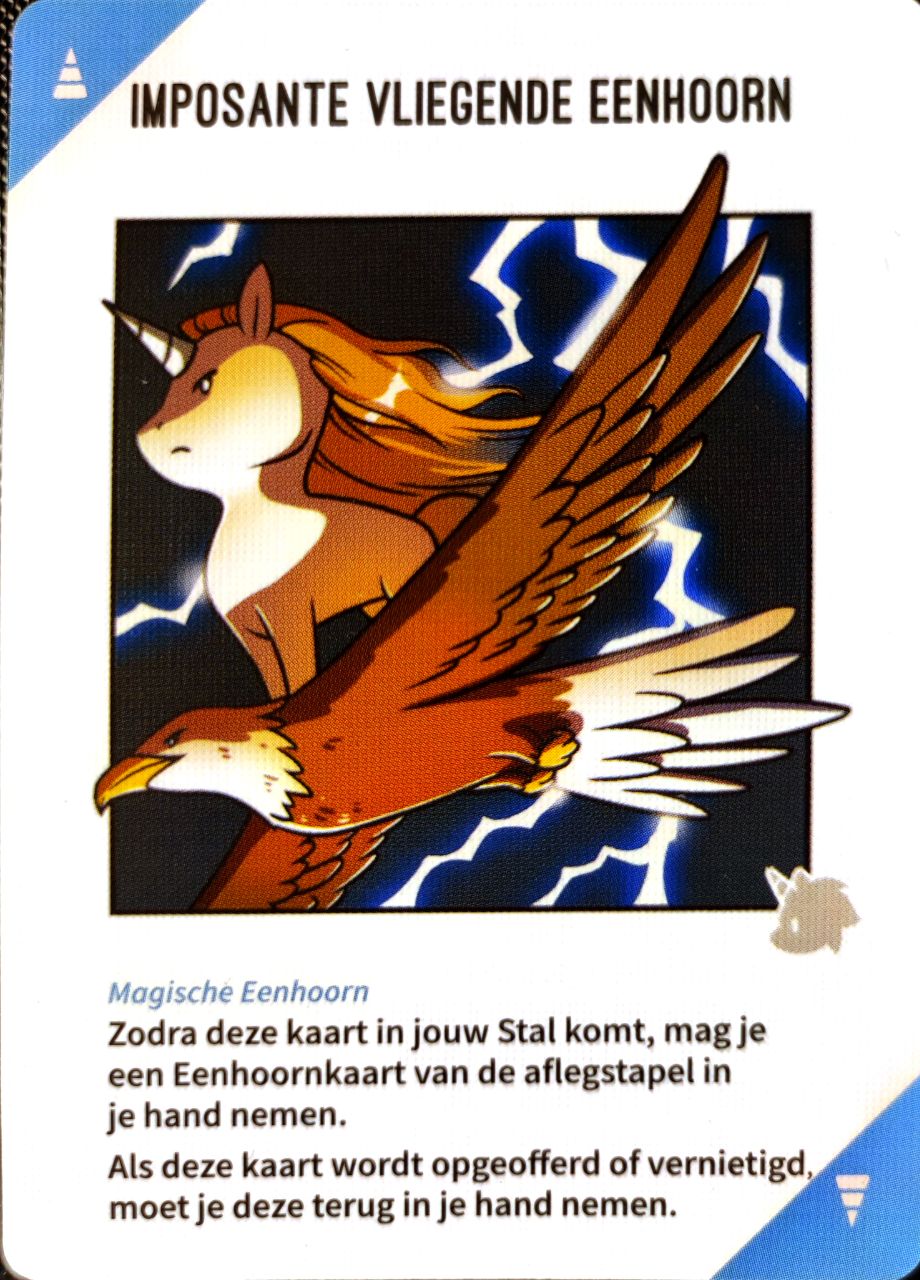 IMPOSANTE VLIEGENDE EENHOORN
Magische Eenhoorn
Zodra deze kaart in jouw Stal komt, mag je
een Eenhoornkaart van de aflegstapel in
je hand nemen.
Als deze kaart wordt opgeofferd of vernietigd,
moet je deze terug in je hand nemen.